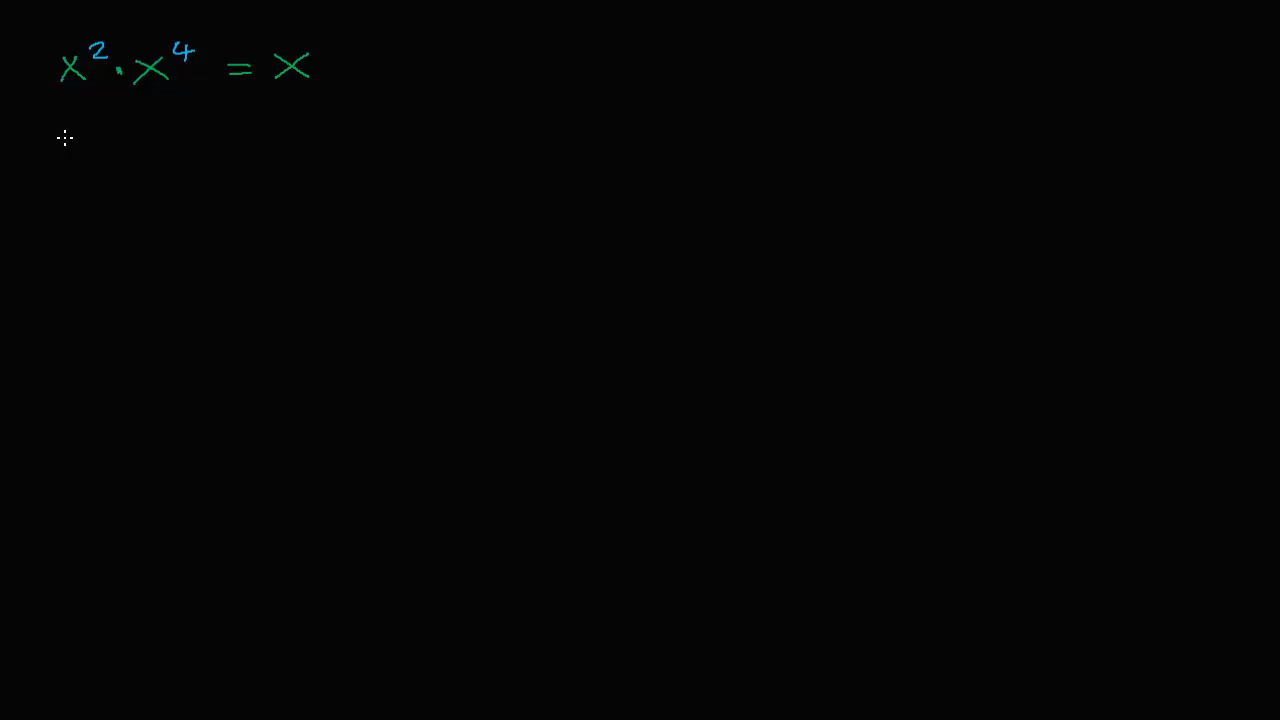 x² · x⁴ = x